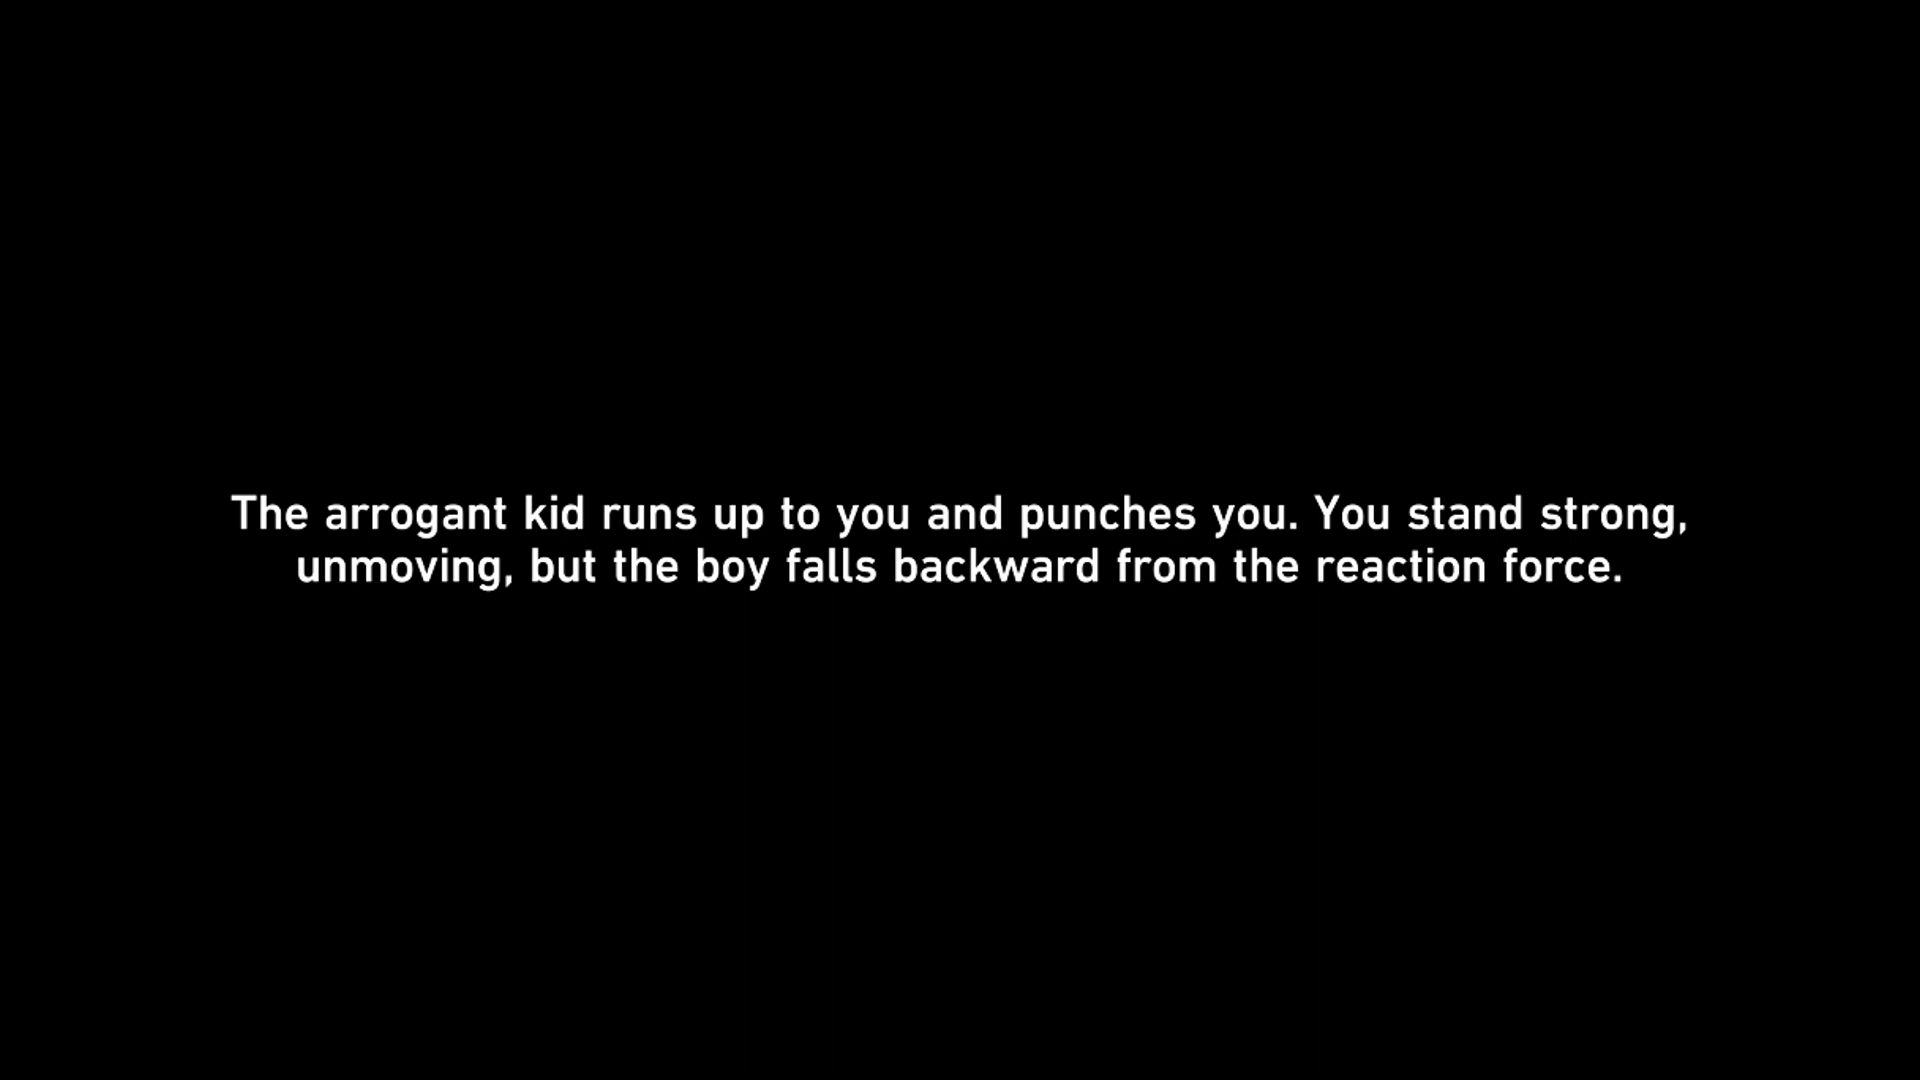 The arrogant kid runs up to you and punches you. You stand strong,
unmoving, but the boy falls backward from the reaction force.